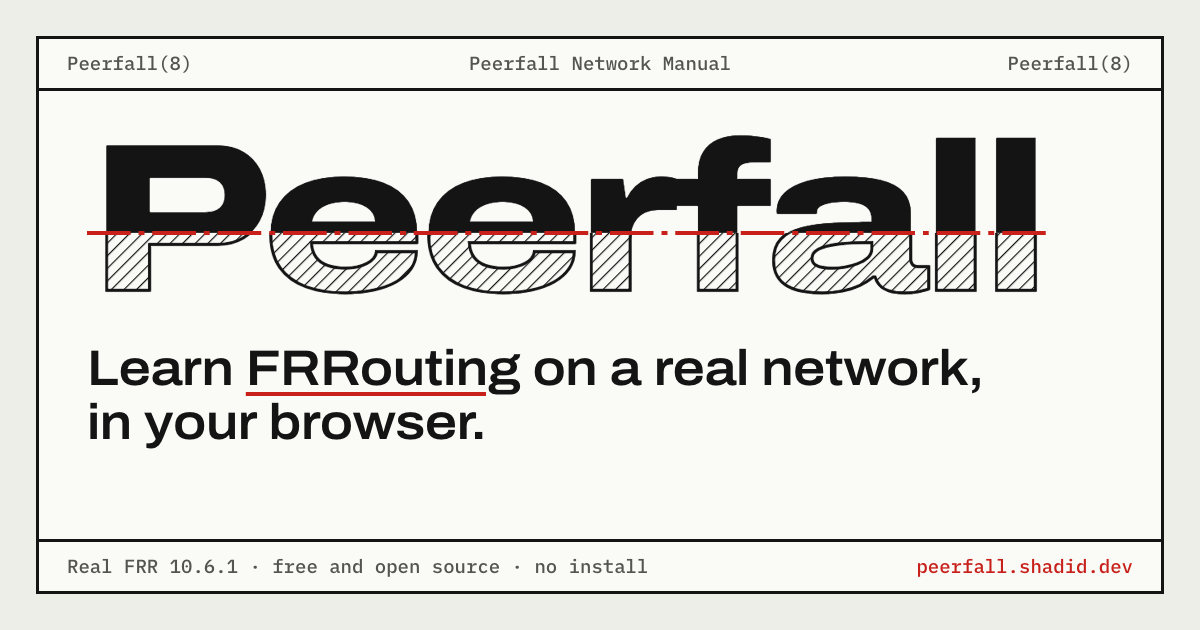 Peerfall(8) Peerfall Network Manual Peerfall(8)
Peerfall
Learn FRRouting on a real network,
in your browser.
Real FRR 10.6.1 · free and open source · no install peerfall.shadid.dev